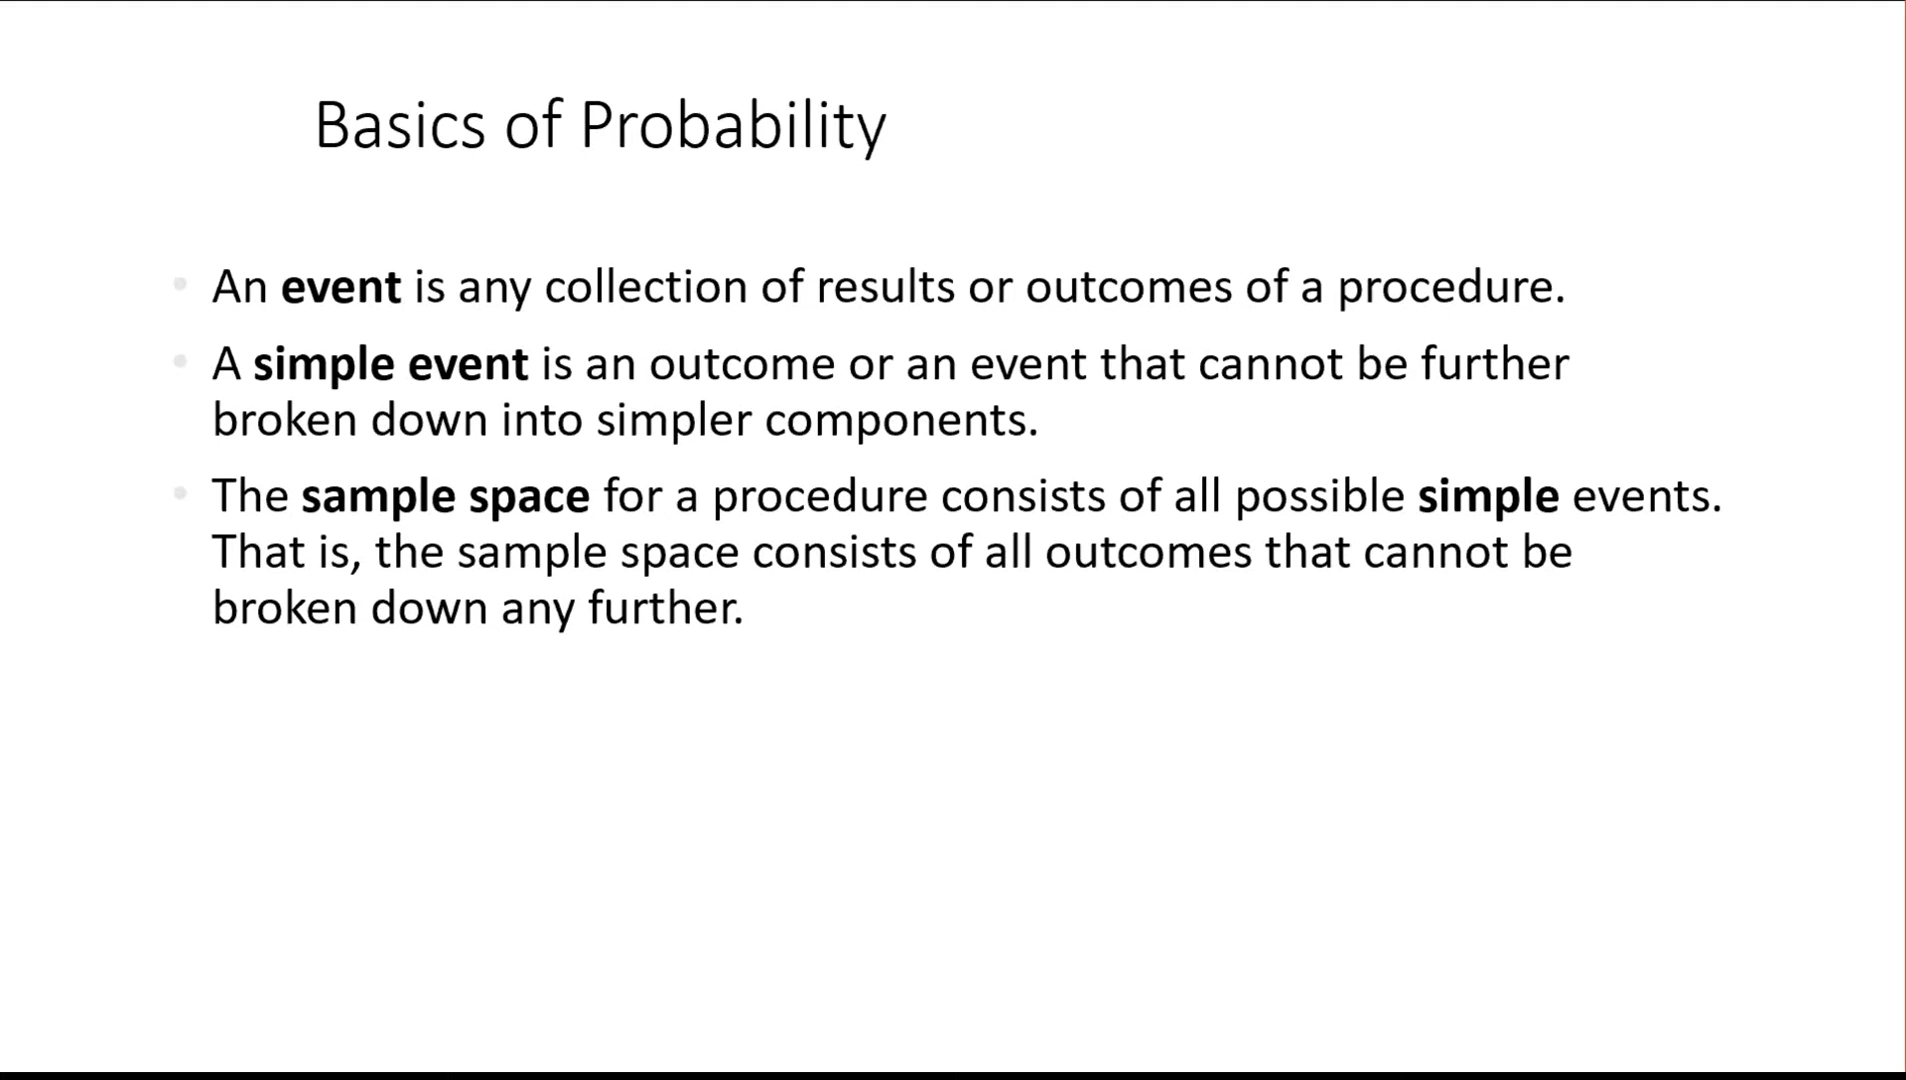 Basics of Probability
• An event is any collection of results or outcomes of a procedure.
• A simple event is an outcome or an event that cannot be further
broken down into simpler components.
• The sample space for a procedure consists of all possible simple events.
That is, the sample space consists of all outcomes that cannot be
broken down any further.